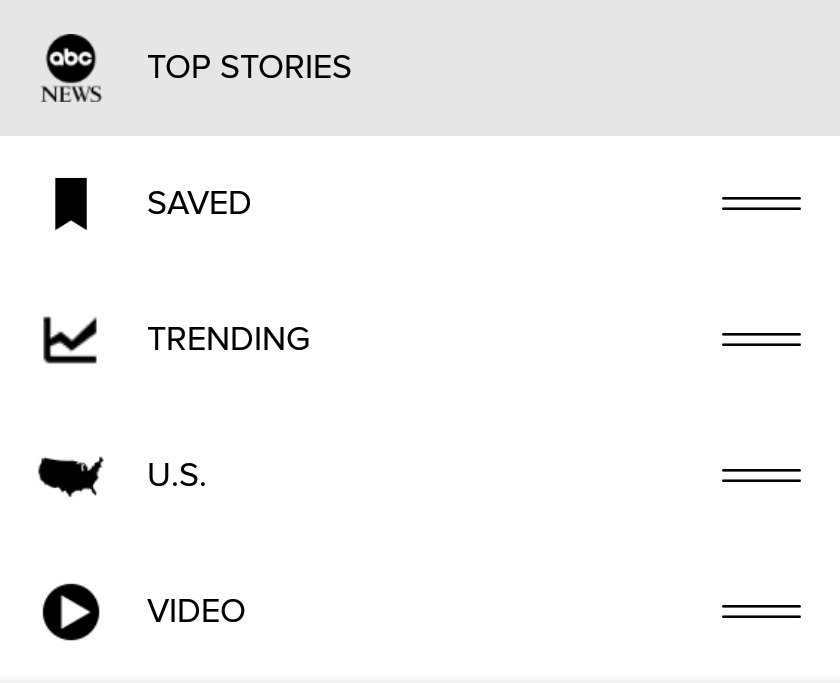 abc
NEWS
TOP STORIES
SAVED
TRENDING
U.S.
VIDEO